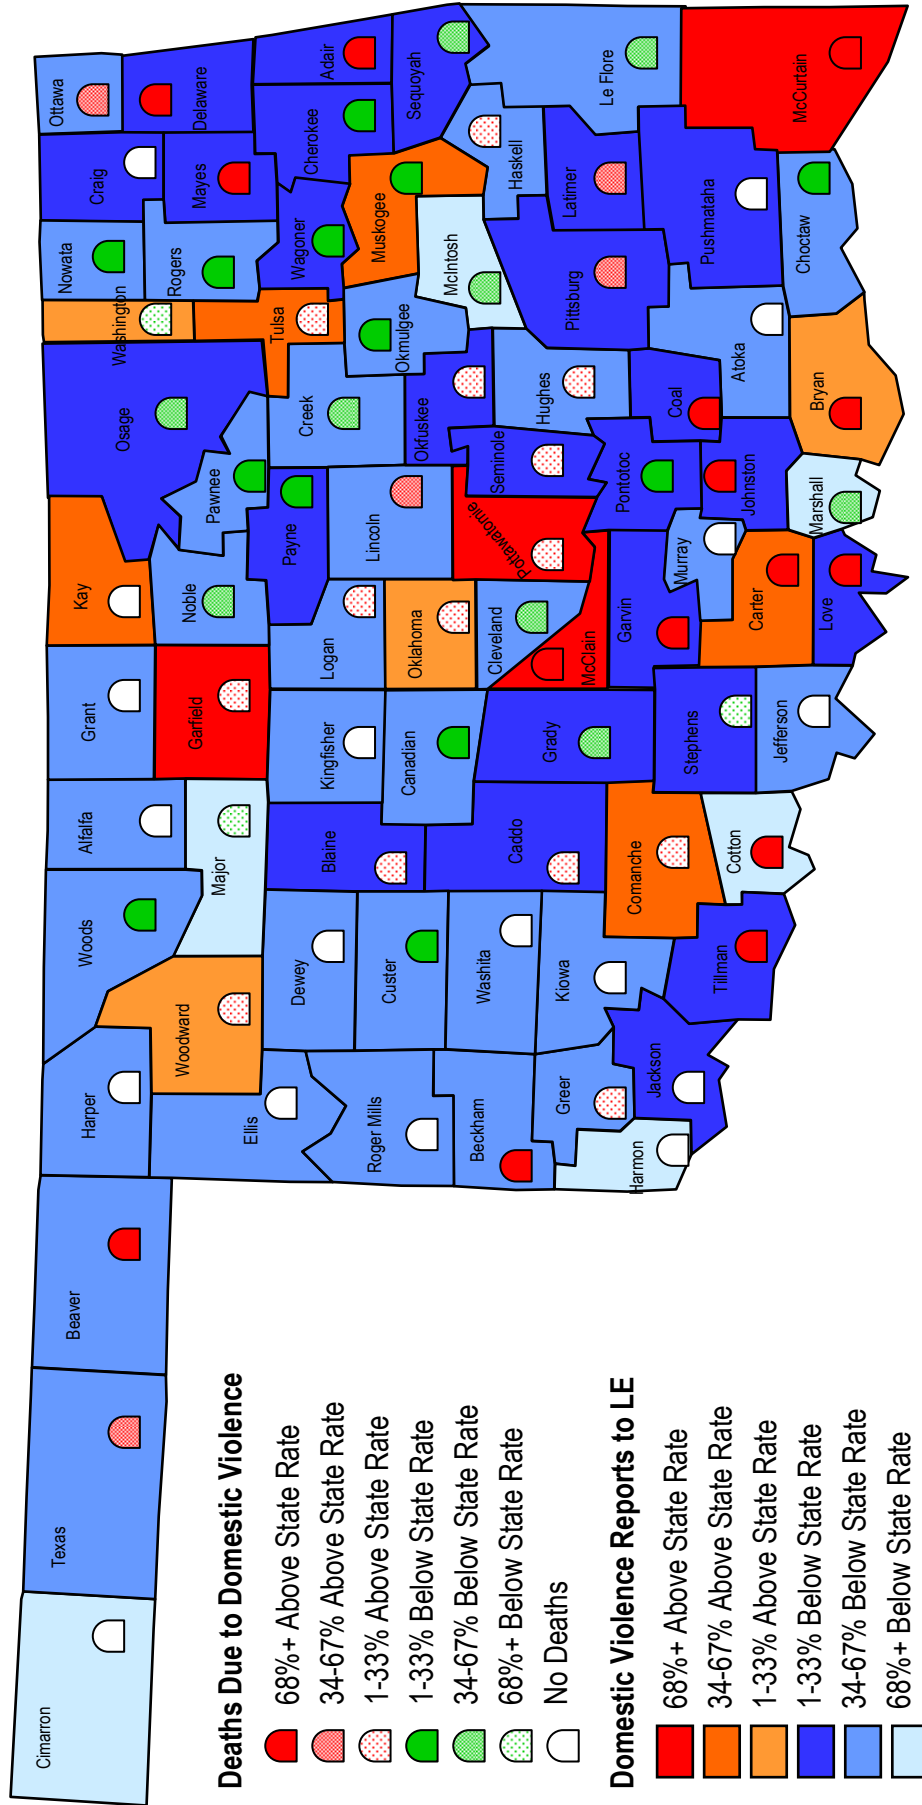 Cimarron
Texas
Beaver
Harper
Woods
Alfalfa
Grant
Kay
Osage
Washington
Nowata
Craig
Ottawa
Ellis
Woodward
Major
Garfield
Noble
Pawnee
Rogers
Mayes
Delaware
Roger Mills
Dewey
Blaine
Kingfisher
Logan
Payne
Creek
Tulsa
Wagoner
Cherokee
Adair
Beckham
Custer
Canadian
Oklahoma
Lincoln
Okfuskee
Okmulgee
Muskogee
Sequoyah
Washita
Caddo
Grady
Cleveland
Pottawatomie
Seminole
Hughes
McIntosh
Haskell
Harmon
Greer
Kiowa
Comanche
McClain
Garvin
Pontotoc
Coal
Pittsburg
Latimer
Le Flore
Jackson
Tillman
Cotton
Stephens
Jefferson
Murray
Carter
Love
Johnston
Marshall
Atoka
Bryan
Pushmataha
Choctaw
McCurtain
Deaths Due to Domestic Violence
68%+ Above State Rate
34-67% Above State Rate
1-33% Above State Rate
1-33% Below State Rate
34-67% Below State Rate
68%+ Below State Rate
No Deaths
Domestic Violence Reports to LE
68%+ Above State Rate
34-67% Above State Rate
1-33% Above State Rate
1-33% Below State Rate
34-67% Below State Rate
68%+ Below State Rate